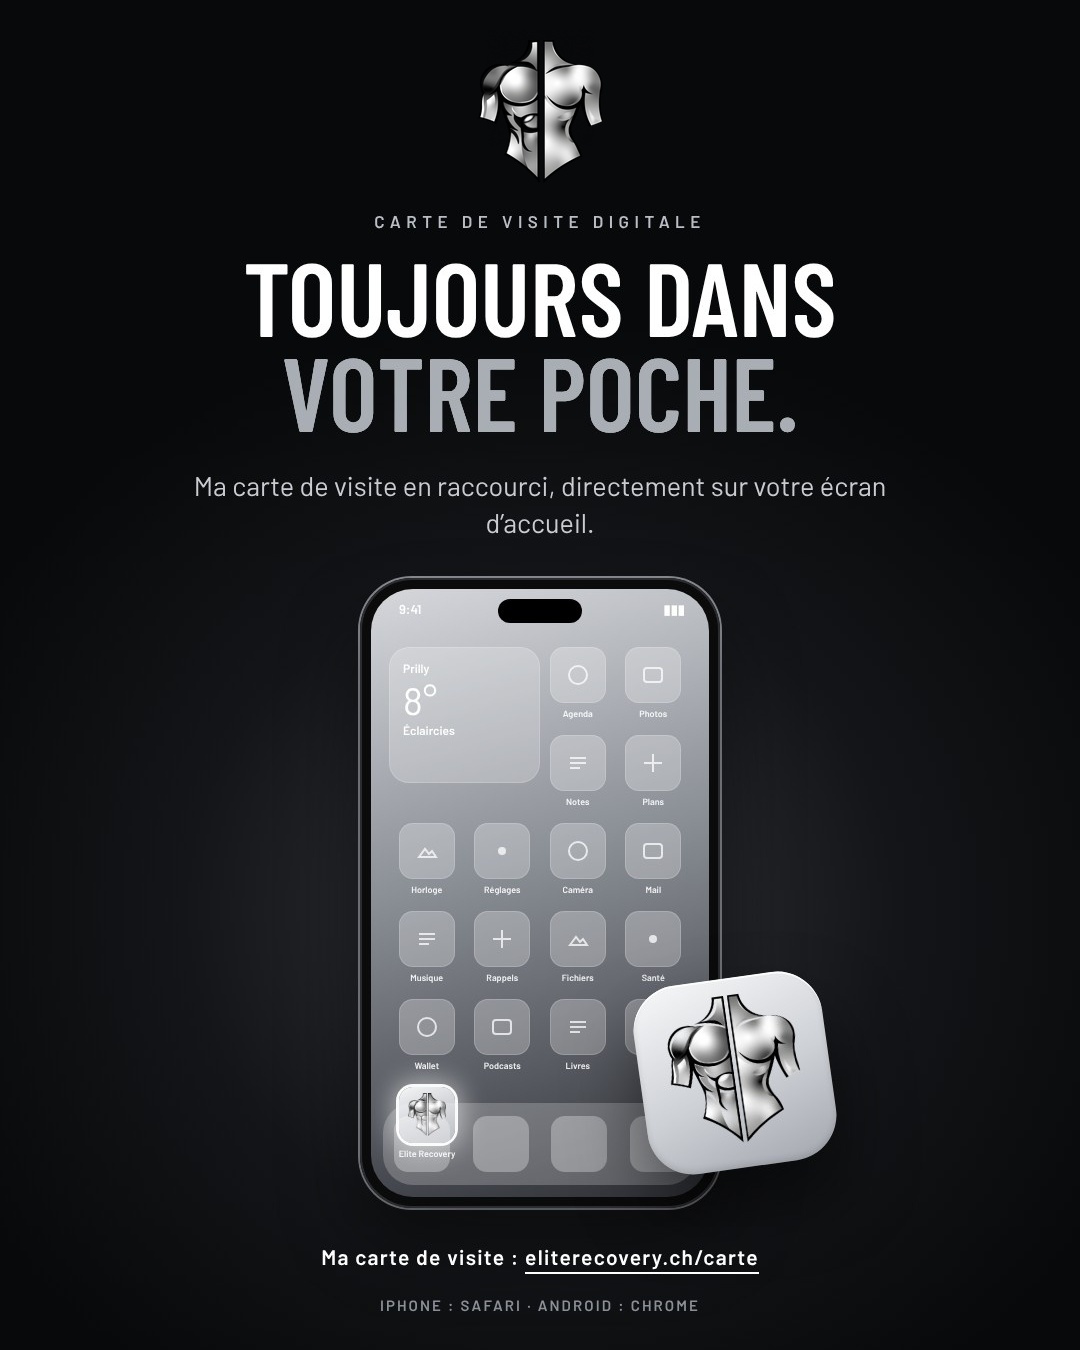 CARTE DE VISITE DIGITALE
TOUJOURS DANS
VOTRE POCHE.
Ma carte de visite en raccourci, directement sur votre écran
d’accueil.
9:41
Prilly
8°
Éclaircies
Agenda
Photos
Notes
Plans
Horloge
Réglages
Caméra
Mail
Musique
Rappels
Fichiers
Santé
Wallet
Podcasts
Livres
Elite Recovery
Ma carte de visite : eliterecovery.ch/carte
IPHONE : SAFARI · ANDROID : CHROME